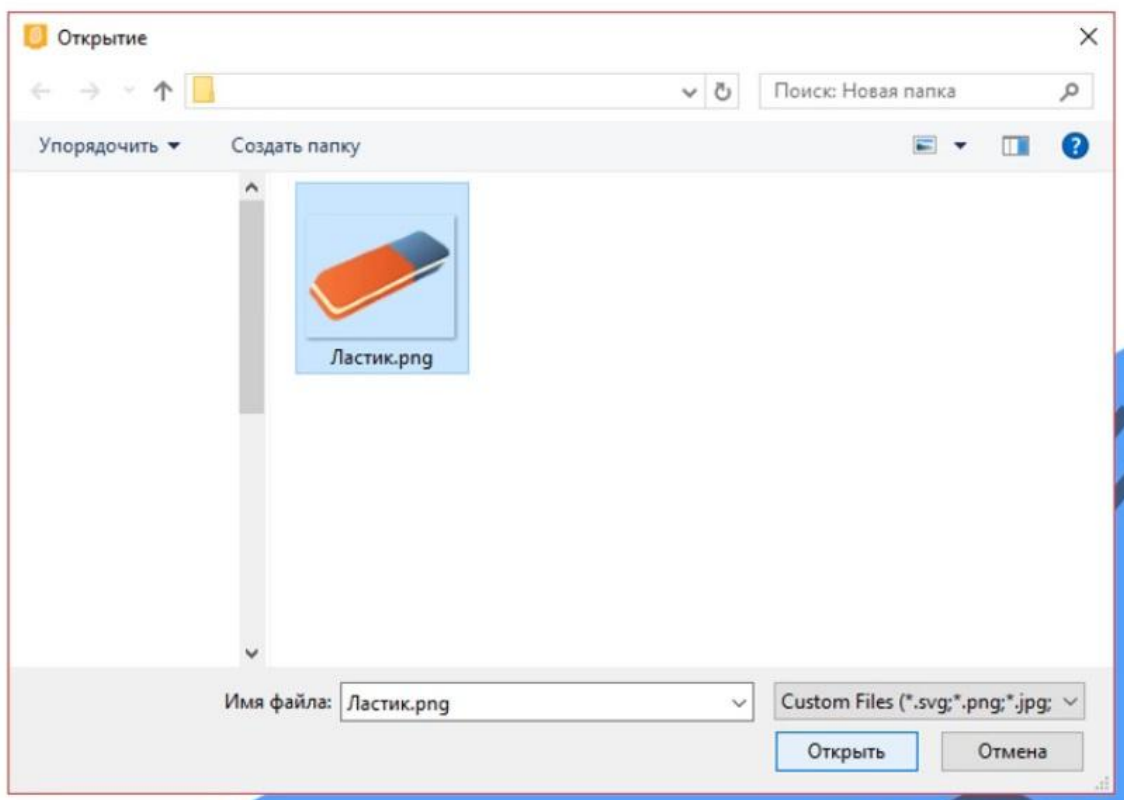 Открытие
Поиск: Новая папка
Упорядочить Создать папку
Ластик.png
Имя файла: Ластик.png Custom Files (*.svg;*.png;*.jpg;
Открыть Отмена